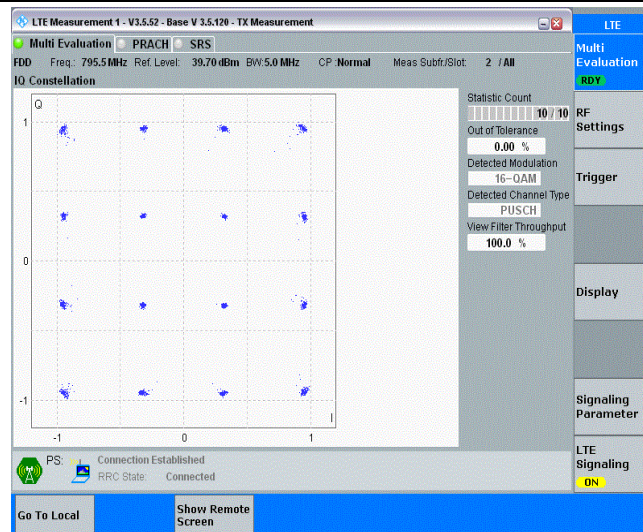 LTE Measurement 1 - V3.5.52 - Base V 3.5.120 - TX Measurement
LTE
Multi Evaluation PRACH SRS
Multi Evaluation
RDY
FDD Freq.: 795.5 MHz Ref. Level: 39.70 dBm BW:5.0 MHz CP :Normal Meas Subfr./Slot: 2 / All
IQ Constellation
Q
1
0
-1
I
-1 0 1
Statistic Count
10 / 10
Out of Tolerance
0.00 %
Detected Modulation
16-QAM
Detected Channel Type
PUSCH
View Filter Throughput
100.0 %
RF
Settings
Trigger
Display
Signaling
Parameter
LTE
Signaling
ON
PS: Connection Established
RRC State: Connected
Go To Local
Show Remote
Screen